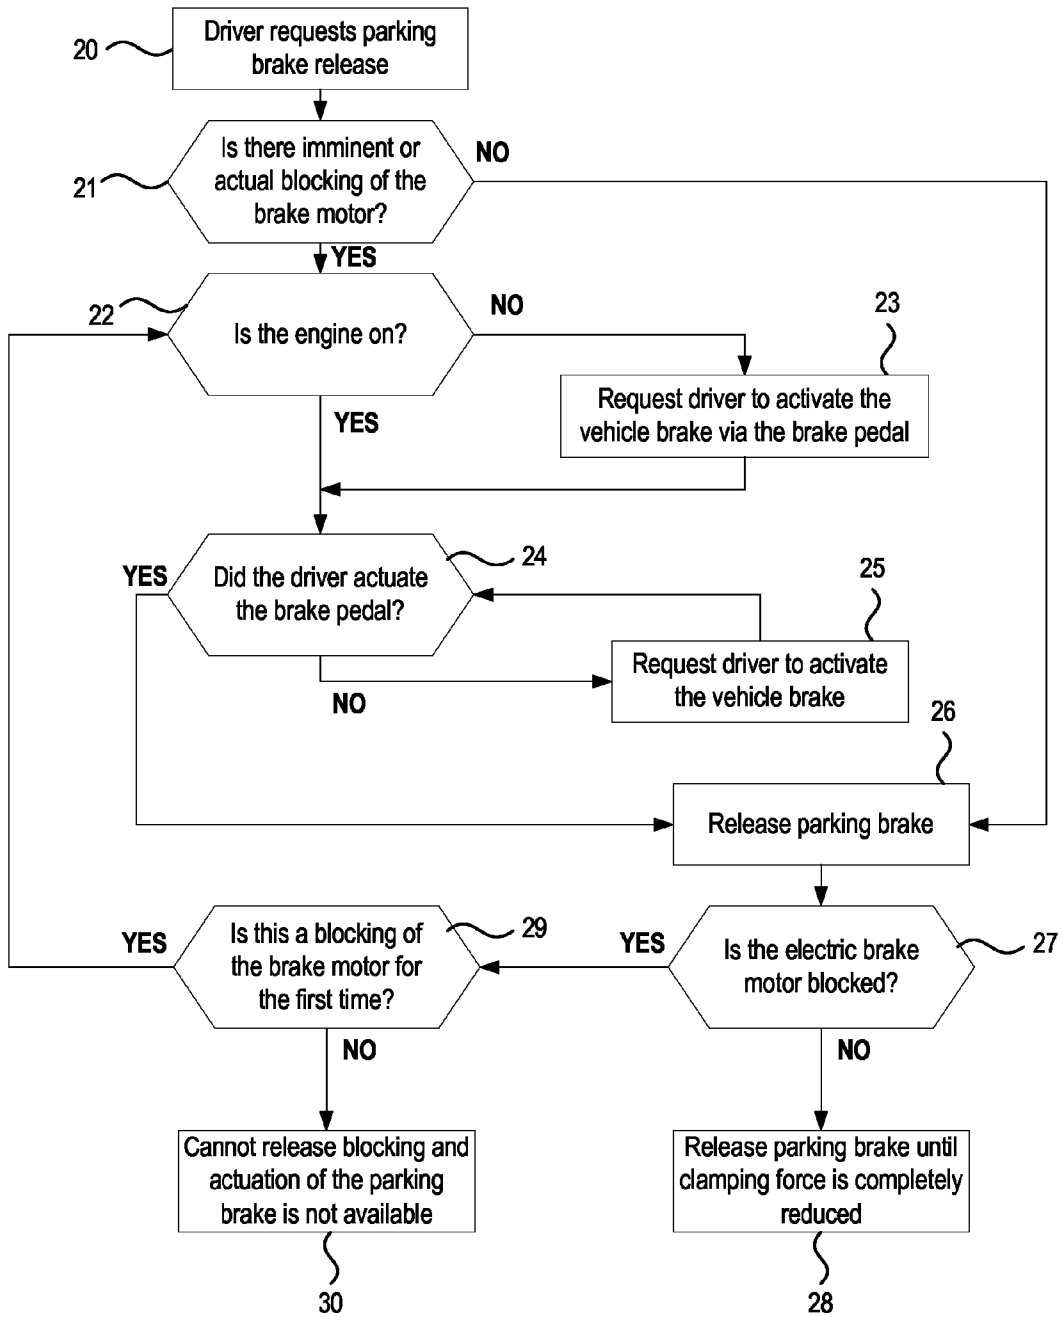 20
Driver requests parking
brake release
21
Is there imminent or
actual blocking of the
brake motor?
NO
YES
22
Is the engine on?
NO
YES
23
Request driver to activate the
vehicle brake via the brake pedal
24
YES
Did the driver actuate
the brake pedal?
NO
25
Request driver to activate
the vehicle brake
26
Release parking brake
27
Is the electric brake
motor blocked?
YES
NO
29
Is this a blocking of
the brake motor for
the first time?
YES
NO
Cannot release blocking and
actuation of the parking
brake is not available
30
Release parking brake until
clamping force is completely
reduced
28